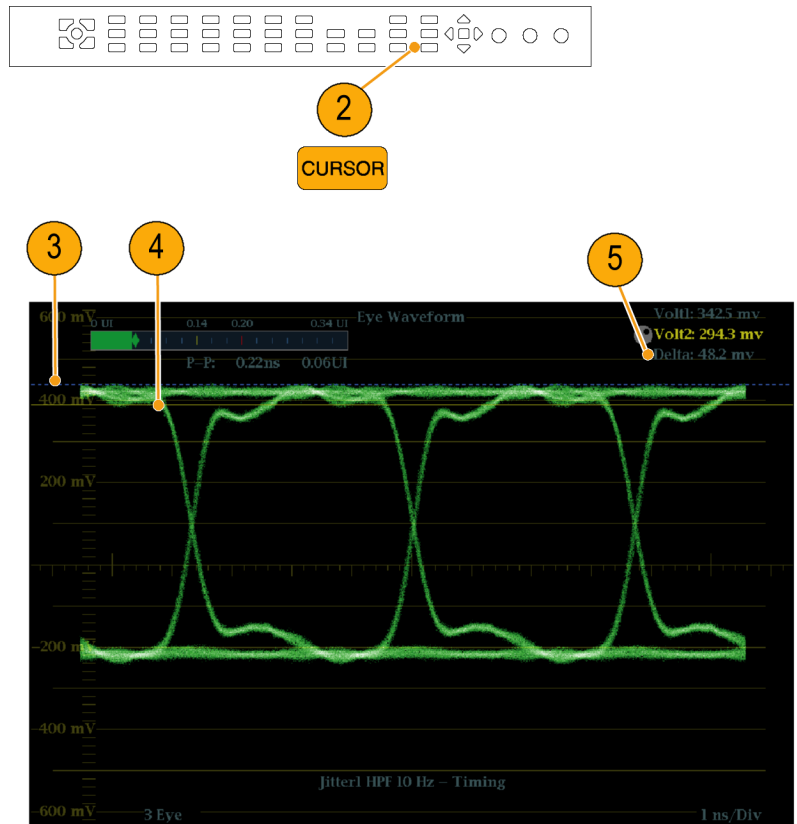 2
CURSOR
3
4
5
600 mV
0 UI 0.14 0.20 0.34 UI
Eye Waveform
Volt1: 342.5 mv
Volt2: 294.3 mv
Delta: 48.2 mv
P-P: 0.22ns 0.06UI
400 mV
200 mV
-200 mV
-400 mV
Jitter1 HPF 10 Hz – Timing
-600 mV
3 Eye
1 ns/Div